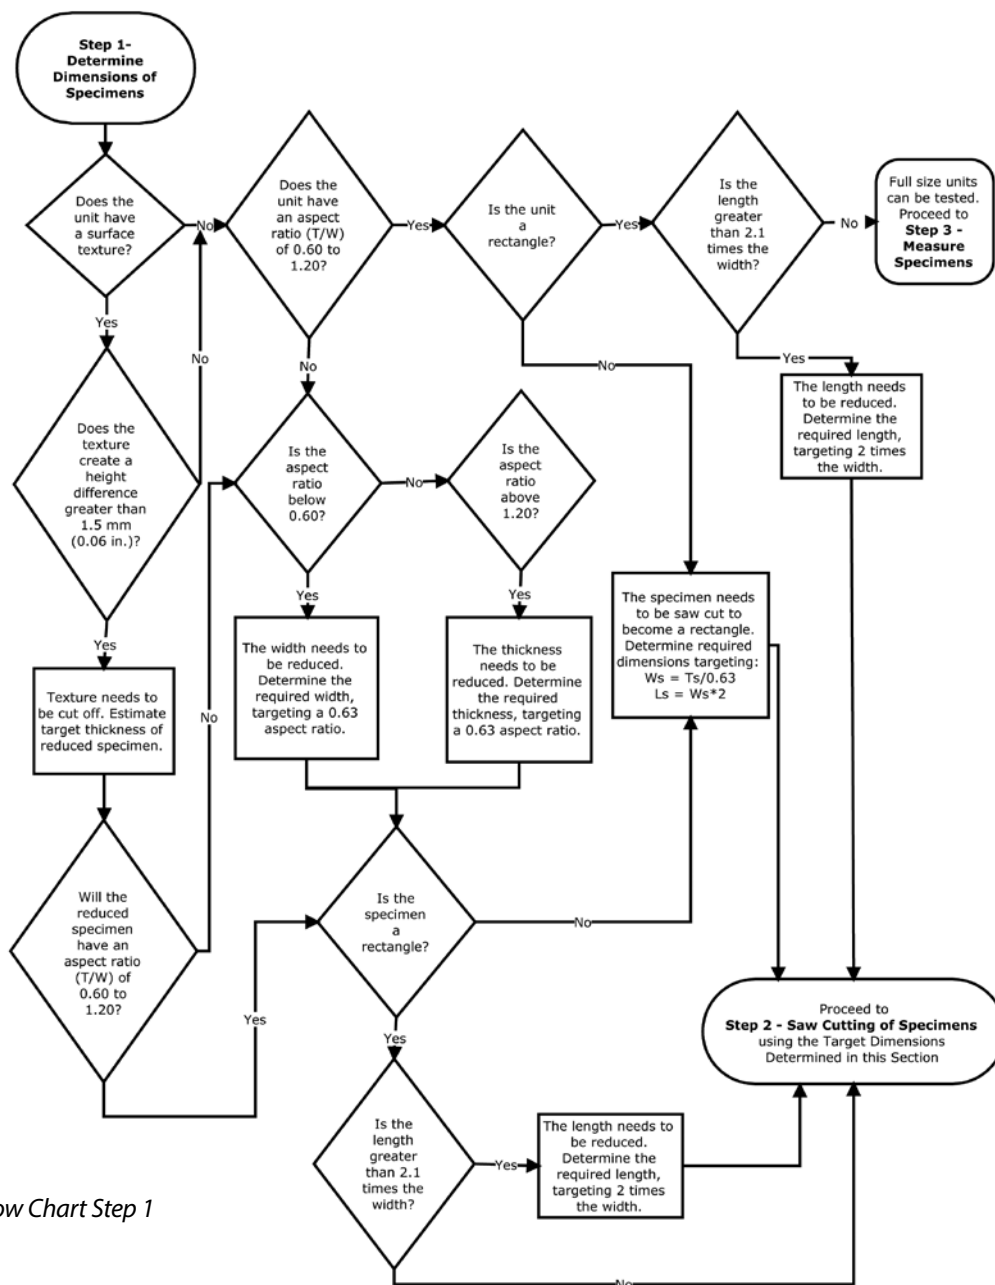 Step 1-
Determine
Dimensions of
Specimens
Does the
unit have
a surface
texture?
No
Does the
unit have
an aspect
ratio (T/W)
of 0.60 to
1.20?
Yes
Is the unit
a
rectangle?
Yes
Is the
length
greater
than 2.1
times the
width?
No
Full size units
can be tested.
Proceed to
Step 3 -
Measure
Specimens
Yes
No
No
No
Yes
The length needs
to be reduced.
Determine the
required length,
targeting 2 times
the width.
Does the
texture
create a
height
difference
greater than
1.5 mm
(0.06 in.)?
Is the
aspect
ratio
below
0.60?
No
Is the
aspect
ratio
above
1.20?
Yes
Yes
Yes
The width needs
to be reduced.
Determine the
required width,
targeting a 0.63
aspect ratio.
The thickness
needs to be
reduced. Determine
the required
thickness, targeting
a 0.63 aspect ratio.
The specimen needs
to be saw cut to
become a rectangle.
Determine required
dimensions targeting:
Ws = Ts/0.63
Ls = Ws*2
Texture needs to
be cut off. Estimate
target thickness of
reduced specimen.
No
Will the
reduced
specimen
have an
aspect ratio
(T/W) of
0.60 to
1.20?
Yes
Is the
specimen
a
rectangle?
No
Yes
Proceed to
Step 2 - Saw Cutting of Specimens
using the Target Dimensions
Determined in this Section
Is the
length
greater
than 2.1
times the
width?
Yes
The length needs to
be reduced.
Determine the
required length,
targeting 2 times
the width.
No
ow Chart Step 1